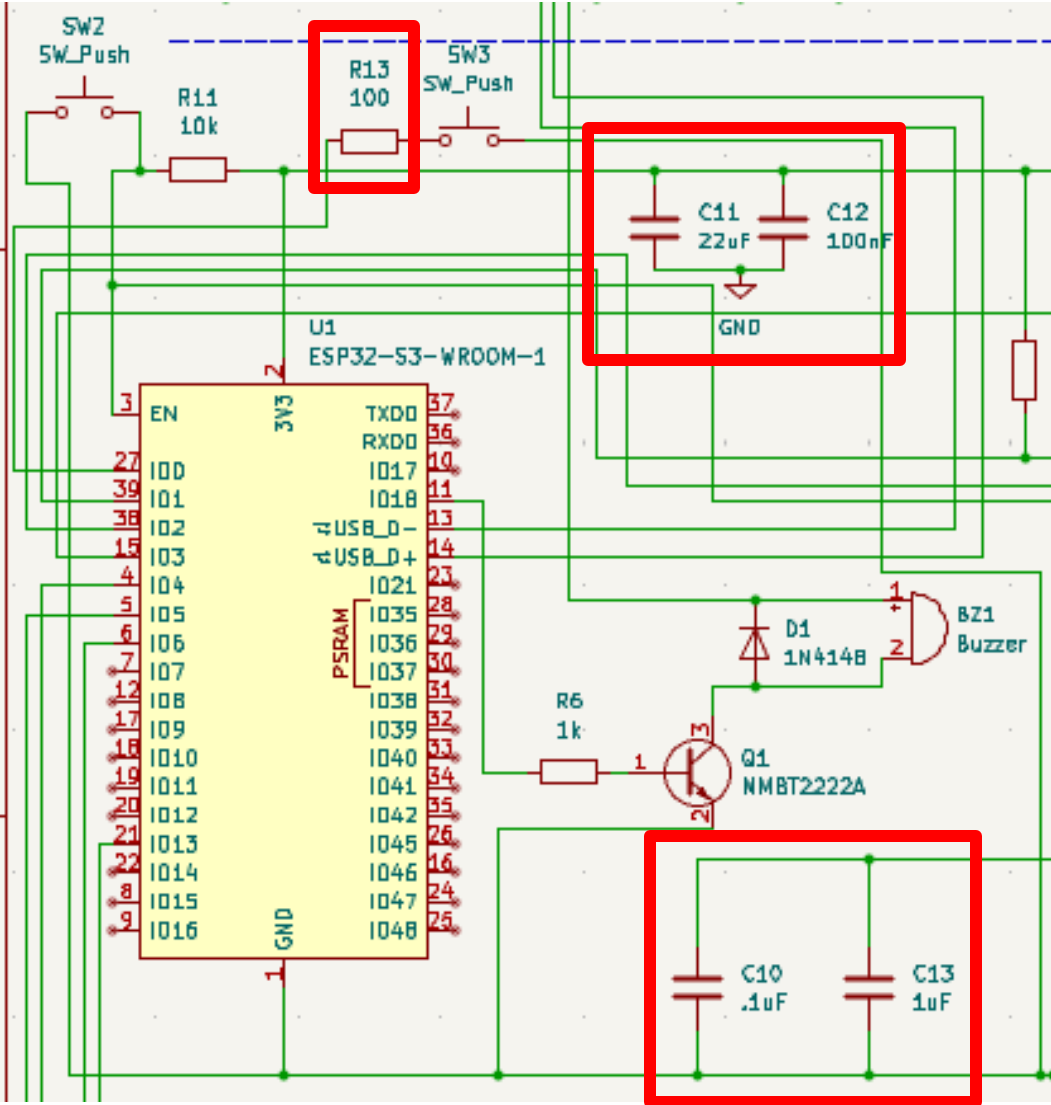 SW2
SW_Push
R11
10k
R13
100
SW3
SW_Push
C11
22uF
C12
100nF
GND
U1
ESP32-S3-WROOM-1
2
3V3
3 EN
27 IO0
39 IO1
38 IO2
15 IO3
4 IO4
5 IO5
6 IO6
7 IO7
12 IO8
17 IO9
18 IO10
19 IO11
20 IO12
21 IO13
22 IO14
8 IO15
9 IO16
TXD0 37
RXD0 36
IO17 10
IO18 11
USB_D- 13
USB_D+ 14
IO21 23
IO35 28
IO36 29
IO37 30
IO38 31
IO39 32
IO40 33
IO41 34
IO42 35
IO45 26
IO46 16
IO47 24
IO48 25
PSRAM
GND
1
R6
1k
1
3
2
Q1
NMBT2222A
D1
1N4148
1
+
2
BZ1
Buzzer
C10
.1uF
C13
1uF